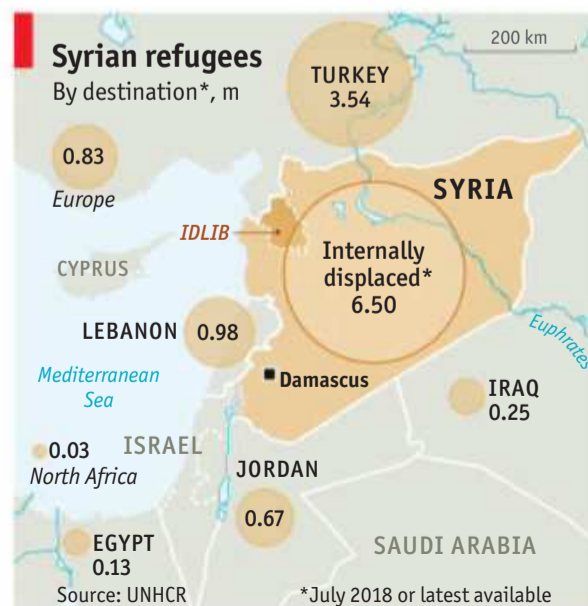 Syrian refugees
By destination*, m
200 km
TURKEY
3.54
0.83
Europe
SYRIA
IDLIB
Internally
displaced*
6.50
CYPRUS
LEBANON
0.98
Euphrates
Mediterranean
Sea
Damascus
IRAQ
0.25
0.03
North Africa
ISRAEL
JORDAN
0.67
EGYPT
0.13
SAUDI ARABIA
Source: UNHCR
*July 2018 or latest available